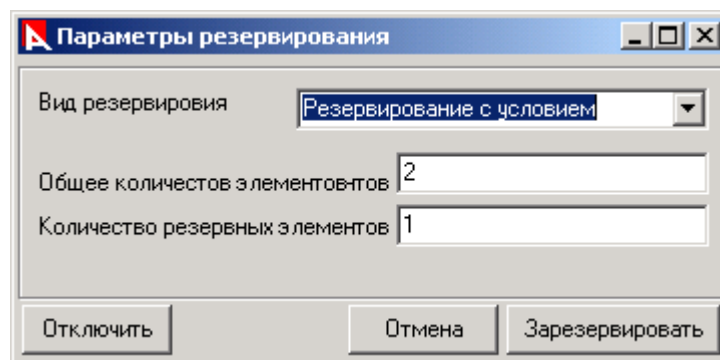 Параметры резервирования
Вид резервировия Резервирование с условием
Общее количестов элементовтов 2
Количество резервных элементов 1
Отключить Отмена Зарезервировать